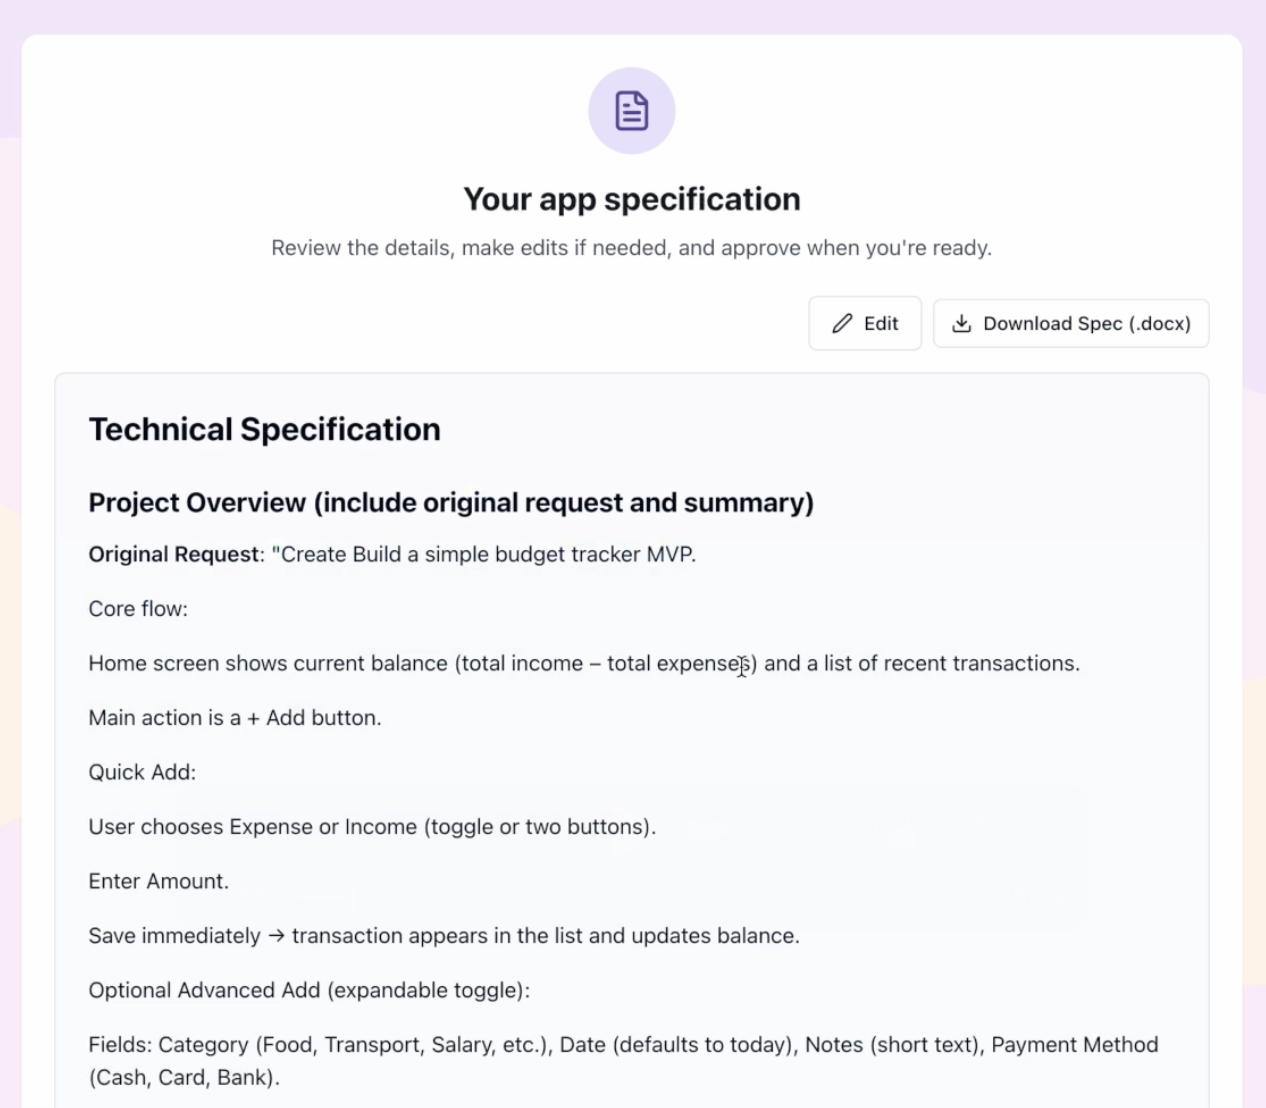 Your app specification
Review the details, make edits if needed, and approve when you're ready.
Edit
Download Spec (.docx)
Technical Specification
Project Overview (include original request and summary)
Original Request: "Create Build a simple budget tracker MVP.
Core flow:
Home screen shows current balance (total income – total expenses) and a list of recent transactions.
Main action is a + Add button.
Quick Add:
User chooses Expense or Income (toggle or two buttons).
Enter Amount.
Save immediately → transaction appears in the list and updates balance.
Optional Advanced Add (expandable toggle):
Fields: Category (Food, Transport, Salary, etc.), Date (defaults to today), Notes (short text), Payment Method
(Cash, Card, Bank).